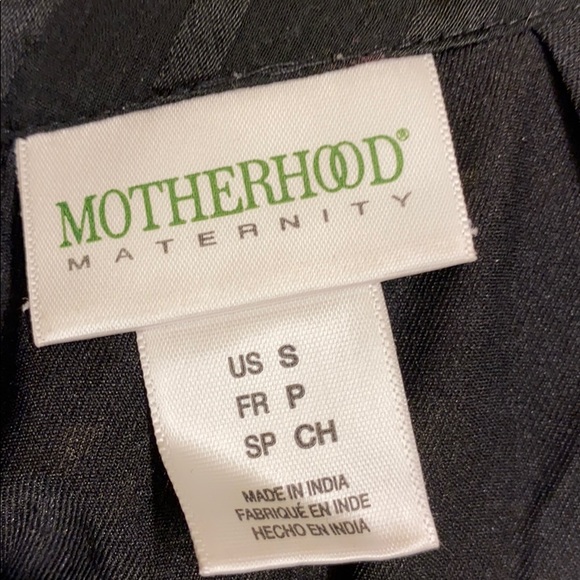 MOTHERHOOD®
MATERNITY
US S
FR P
SP CH
MADE IN INDIA
FABRIQUÉ EN INDE
HECHO EN INDIA